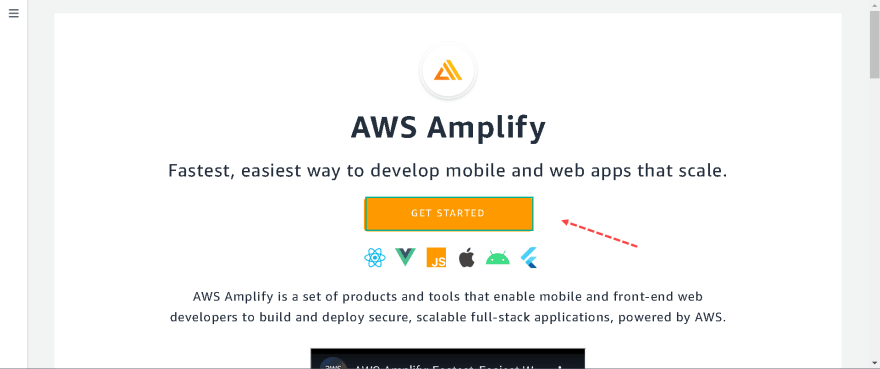 AWS Amplify
Fastest, easiest way to develop mobile and web apps that scale.
GET STARTED
JS
AWS Amplify is a set of products and tools that enable mobile and front-end web
developers to build and deploy secure, scalable full-stack applications, powered by AWS.
aws AWS Amplify: Fastest, Easiest W